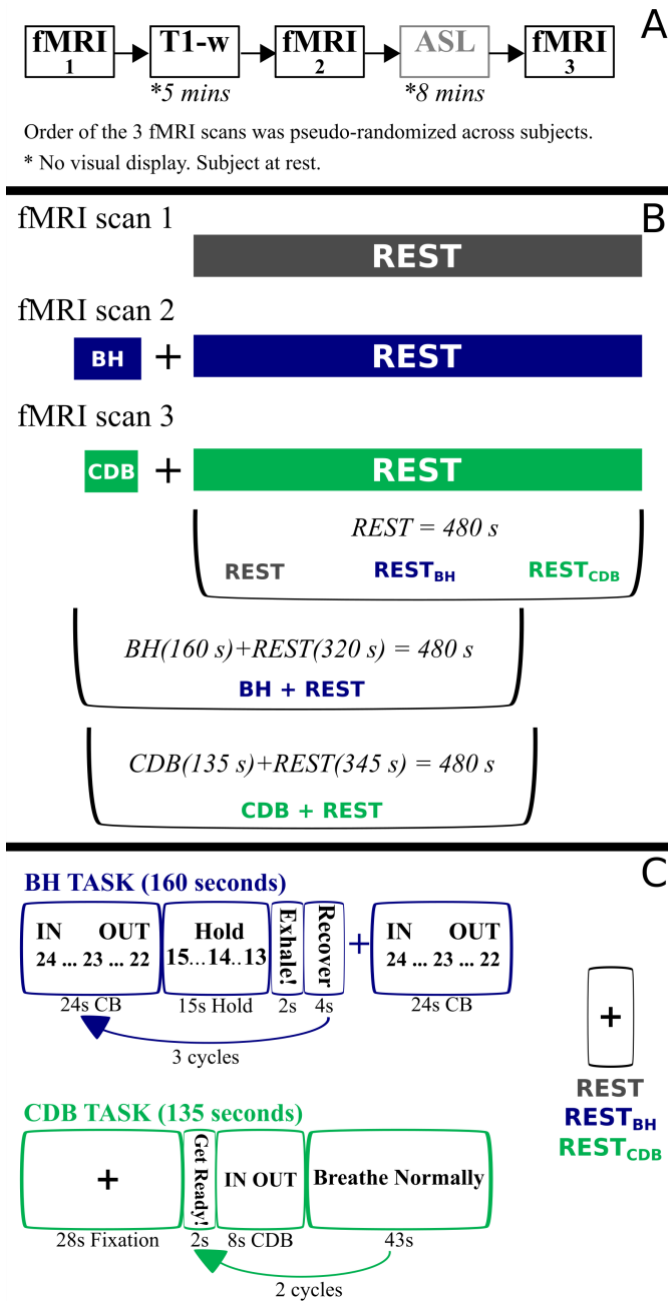 A
fMRI
1
T1-w
fMRI
2
ASL
fMRI
3
*5 mins
*8 mins
Order of the 3 fMRI scans was pseudo-randomized across subjects.
* No visual display. Subject at rest.
B
fMRI scan 1
REST
fMRI scan 2
BH + REST
fMRI scan 3
CDB + REST
REST = 480 s
REST REST_BH REST_CDB
BH(160 s)+REST(320 s) = 480 s
BH + REST
CDB(135 s)+REST(345 s) = 480 s
CDB + REST
C
BH TASK (160 seconds)
IN OUT
24 ... 23 ... 22
Hold
15...14..13
Exhale!
Recover
+
IN OUT
24 ... 23 ... 22
24s CB
15s Hold
2s
4s
24s CB
3 cycles
+
REST
REST_BH
REST_CDB
CDB TASK (135 seconds)
+
Get Ready!
IN OUT
Breathe Normally
28s Fixation
2s
8s CDB
43s
2 cycles